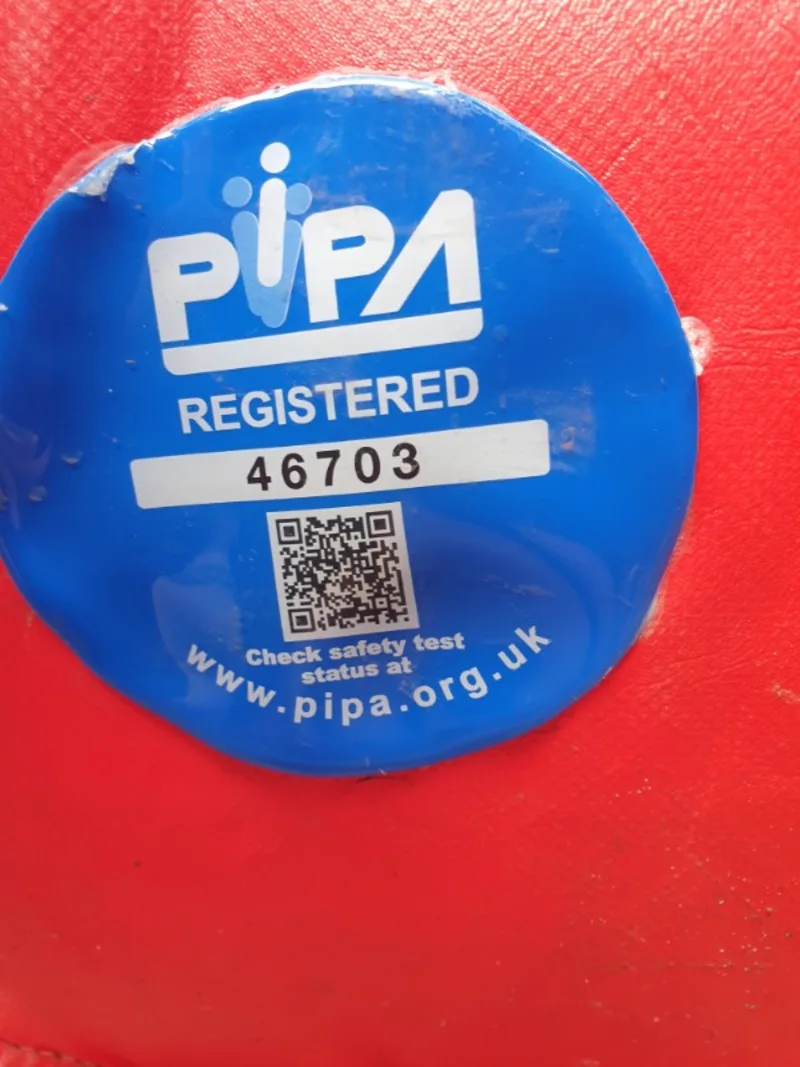 PiPA
REGISTERED
46703
Check safety test
status at
www.pipa.org.uk